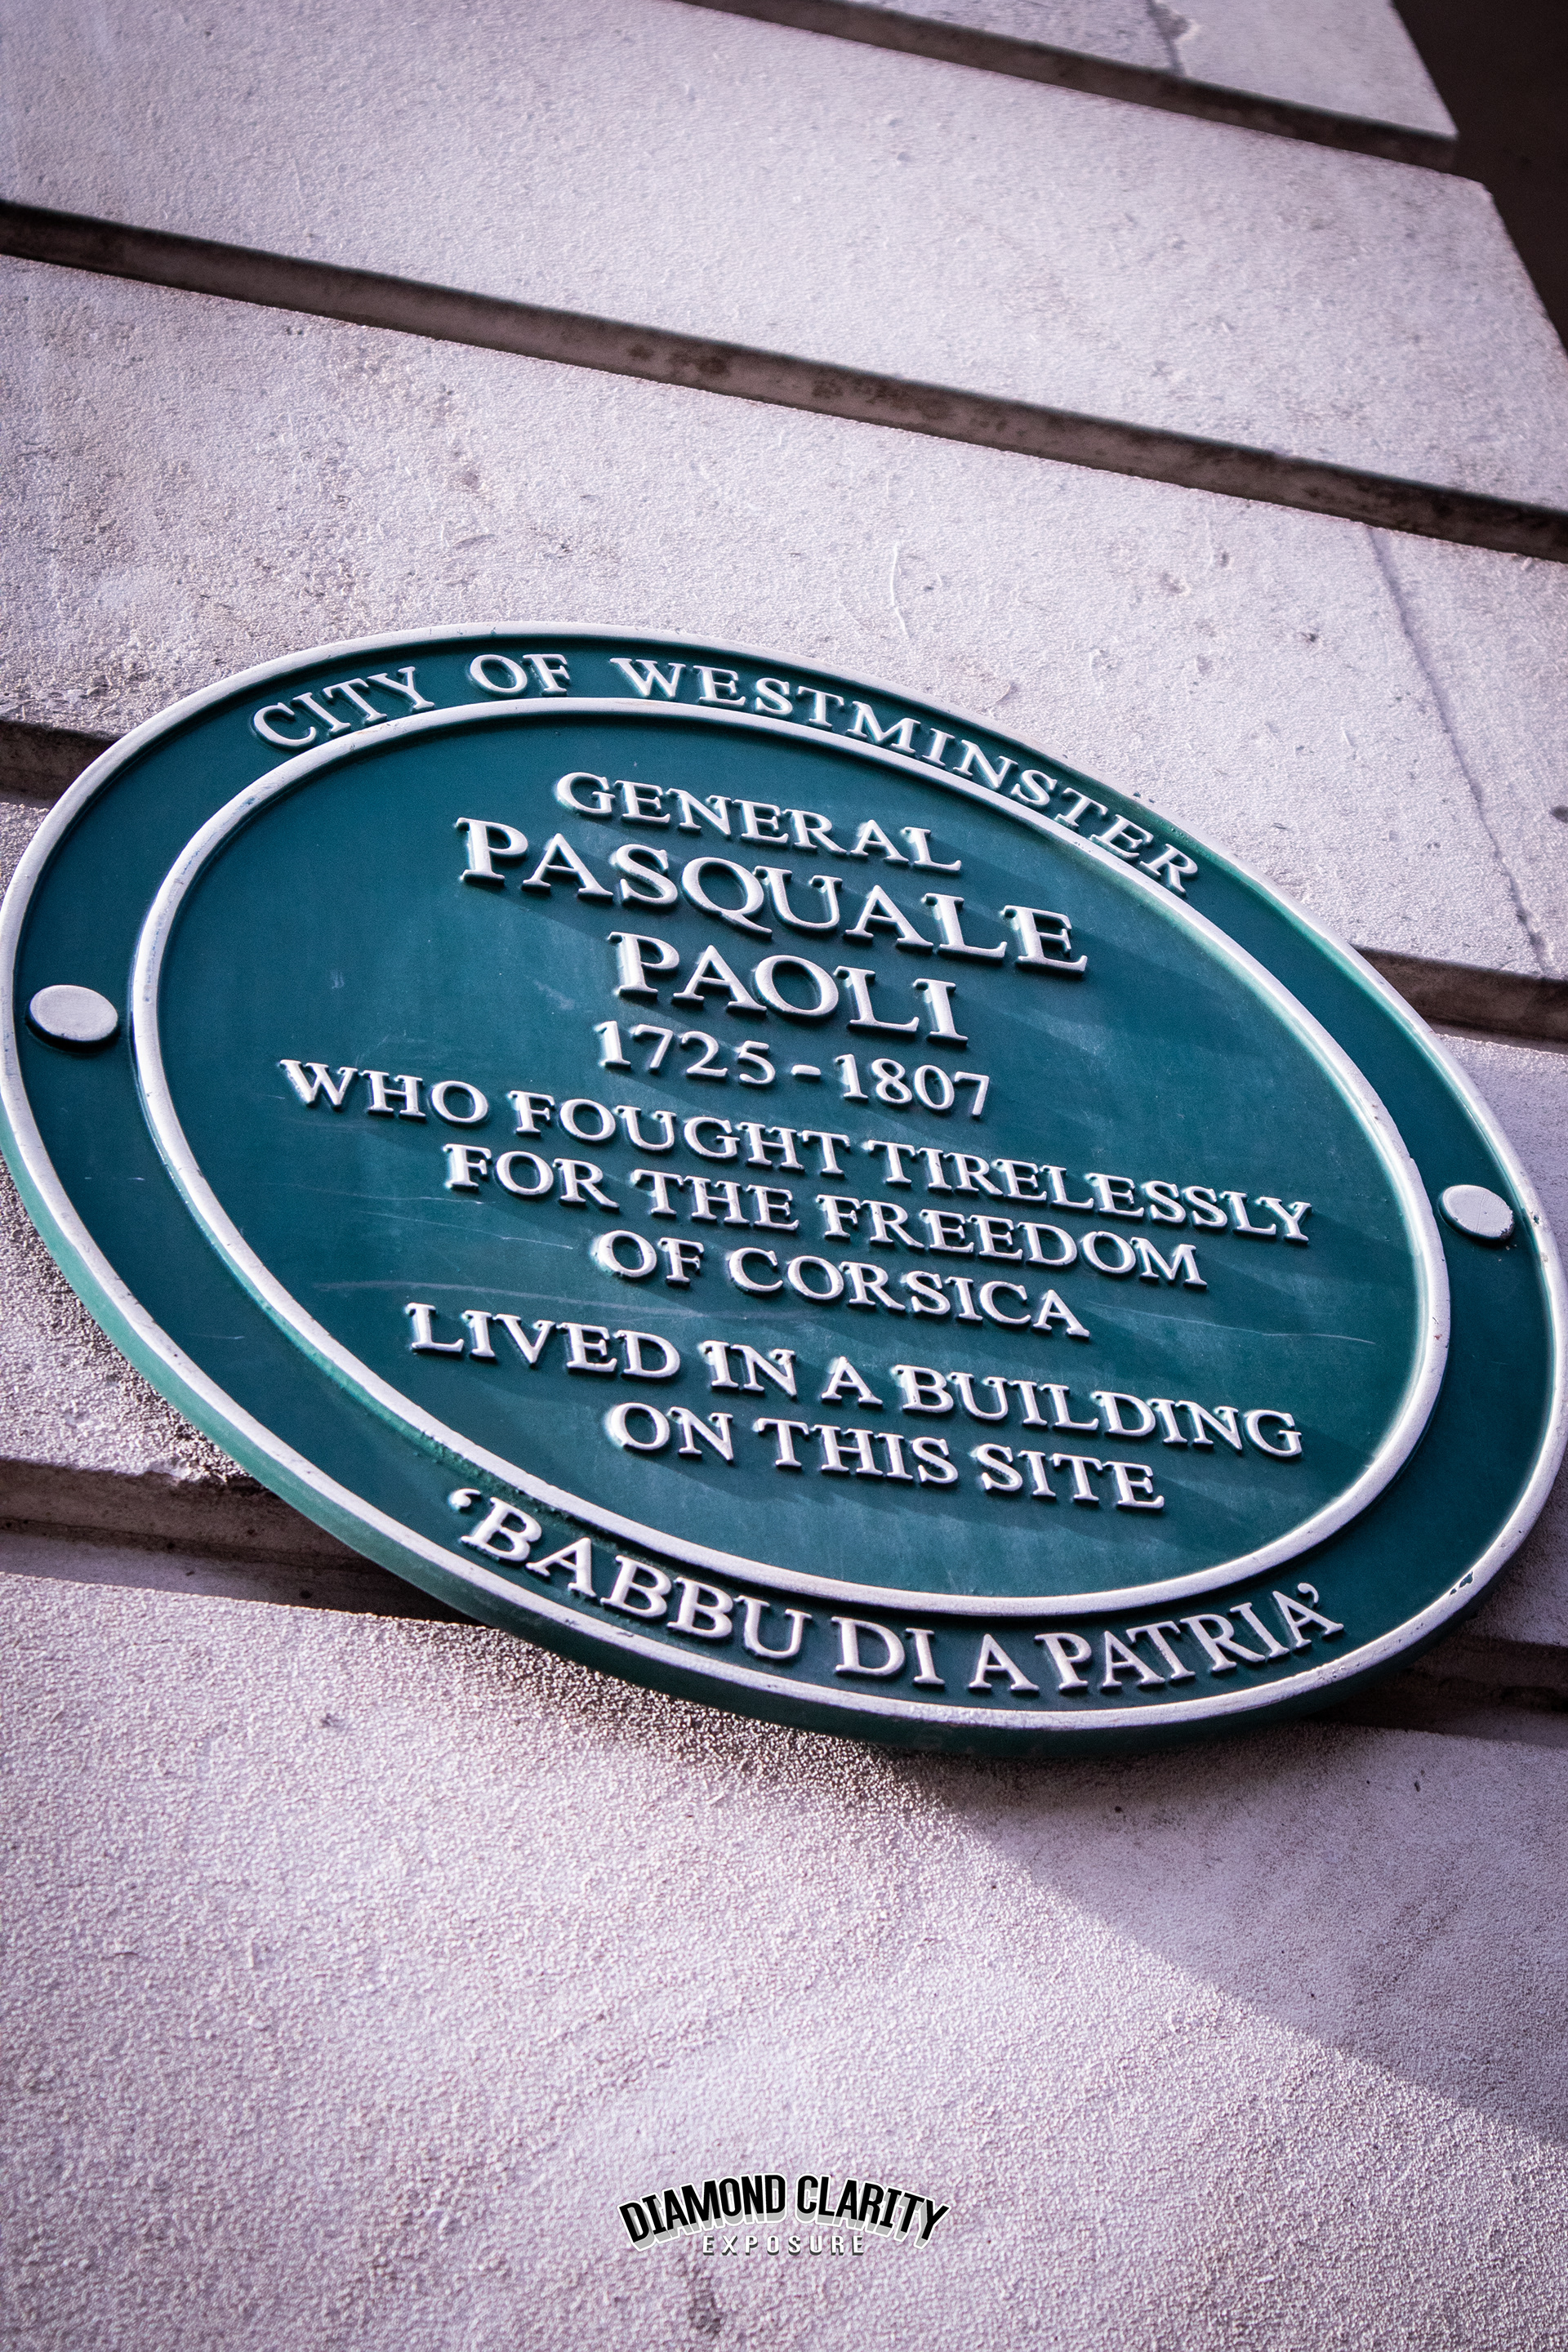 CITY OF WESTMINSTER
GENERAL
PASQUALE
PAOLI
1725-1807
WHO FOUGHT TIRELESSLY
FOR THE FREEDOM
OF CORSICA
LIVED IN A BUILDING
ON THIS SITE
‘BABBU DI A PATRIA’
DIAMOND CLARITY
EXPOSURE